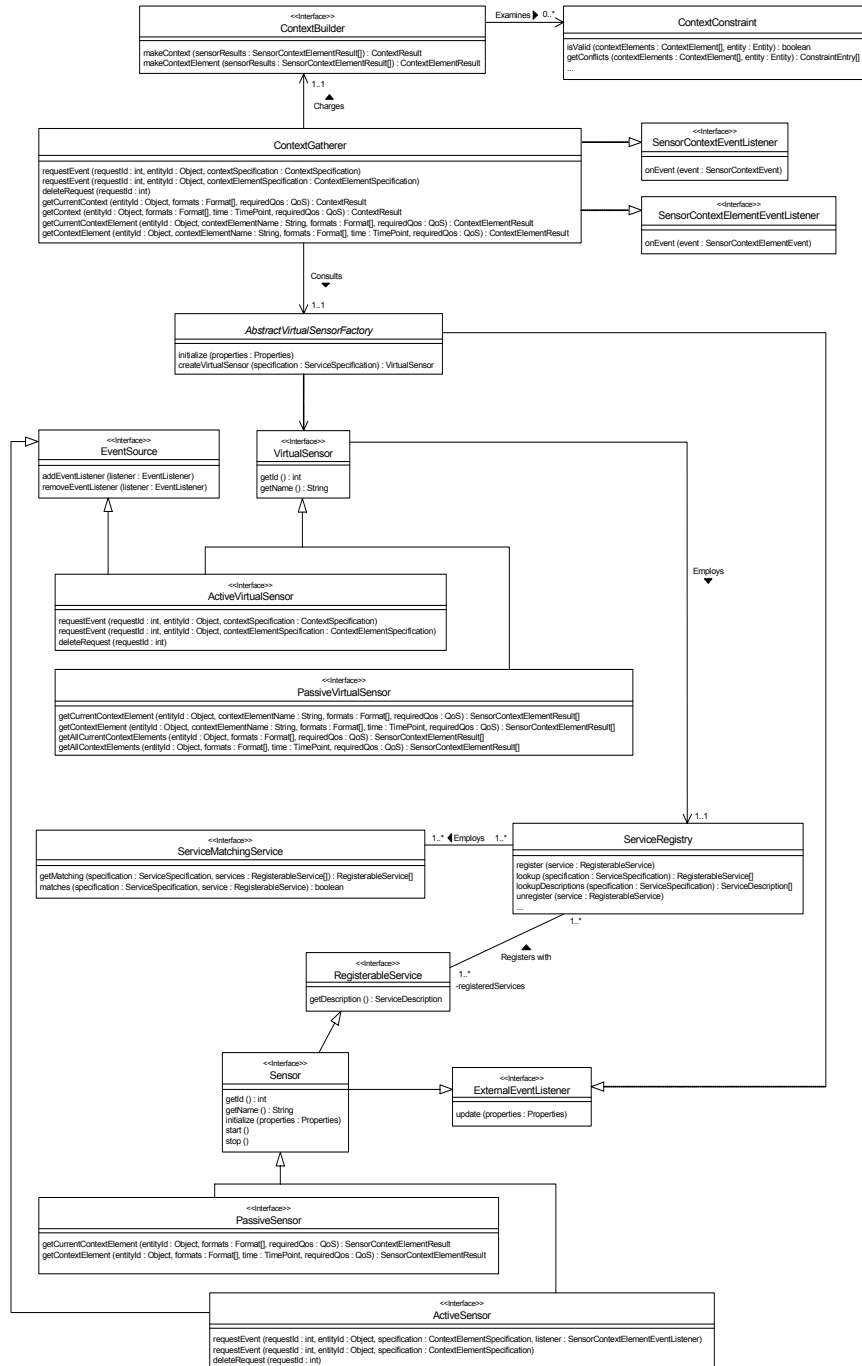 <<Interface>>
ContextBuilder
makeContext (sensorResults : SensorContextElementResult[]) : ContextResult
makeContextElement (sensorResults : SensorContextElementResult[]) : ContextElementResult
Examines
0..*
ContextConstraint
isValid (contextElements : ContextElement[], entity : Entity) : boolean
getConflicts (contextElements : ContextElement[], entity : Entity) : ConstraintEntry[]
...
1..1
Charges
ContextGatherer
requestEvent (requestId : int, entityId : Object, contextSpecification : ContextSpecification)
requestEvent (requestId : int, entityId : Object, contextElementSpecification : ContextElementSpecification)
deleteRequest (requestId : int)
getCurrentContext (entityId : Object, formats : Format[], requiredQos : QoS) : ContextResult
getContext (entityId : Object, formats : Format[], time : TimePoint, requiredQos : QoS) : ContextResult
getCurrentContextElement (entityId : Object, contextElementName : String, formats : Format[], requiredQos : QoS) : ContextElementResult
getContextElement (entityId : Object, contextElementName : String, formats : Format[], time : TimePoint, requiredQos : QoS) : ContextElementResult
<<Interface>>
SensorContextEventListener
onEvent (event : SensorContextEvent)
<<Interface>>
SensorContextElementEventListener
onEvent (event : SensorContextElementEvent)
Consults
1..1
AbstractVirtualSensorFactory
initialize (properties : Properties)
createVirtualSensor (specification : ServiceSpecification) : VirtualSensor
<<Interface>>
EventSource
addEventListener (listener : EventListener)
removeEventListener (listener : EventListener)
<<Interface>>
VirtualSensor
getId () : int
getName () : String
Employs
<<Interface>>
ActiveVirtualSensor
requestEvent (requestId : int, entityId : Object, contextSpecification : ContextSpecification)
requestEvent (requestId : int, entityId : Object, contextElementSpecification : ContextElementSpecification)
deleteRequest (requestId : int)
<<Interface>>
PassiveVirtualSensor
getCurrentContextElement (entityId : Object, contextElementName : String, formats : Format[], requiredQos : QoS) : SensorContextElementResult[]
getContextElement (entityId : Object, contextElementName : String, formats : Format[], time : TimePoint, requiredQos : QoS) : SensorContextElementResult[]
getAllCurrentContextElements (entityId : Object, formats : Format[], requiredQos : QoS) : SensorContextElementResult[]
getAllContextElements (entityId : Object, formats : Format[], time : TimePoint, requiredQos : QoS) : SensorContextElementResult[]
1..1
<<Interface>>
ServiceMatchingService
getMatching (specification : ServiceSpecification, services : RegisterableService[]) : RegisterableService[]
matches (specification : ServiceSpecification, service : RegisterableService) : boolean
1..*
Employs
1..*
ServiceRegistry
register (service : RegisterableService)
lookup (specification : ServiceSpecification) : RegisterableService[]
lookupDescriptions (specification : ServiceSpecification) : ServiceDescription[]
unregister (service : RegisterableService)
...
1..*
Registers with
<<Interface>>
RegisterableService
getDescription () : ServiceDescription
1..*
-registeredServices
<<Interface>>
Sensor
getId () : int
getName () : String
initialize (properties : Properties)
start ()
stop ()
<<Interface>>
ExternalEventListener
update (properties : Properties)
<<Interface>>
PassiveSensor
getCurrentContextElement (entityId : Object, formats : Format[], requiredQos : QoS) : SensorContextElementResult
getContextElement (entityId : Object, formats : Format[], time : TimePoint, requiredQos : QoS) : SensorContextElementResult
<<Interface>>
ActiveSensor
requestEvent (requestId : int, entityId : Object, specification : ContextElementSpecification, listener : SensorContextElementEventListener)
requestEvent (requestId : int, entityId : Object, specification : ContextElementSpecification)
deleteRequest (requestId : int)